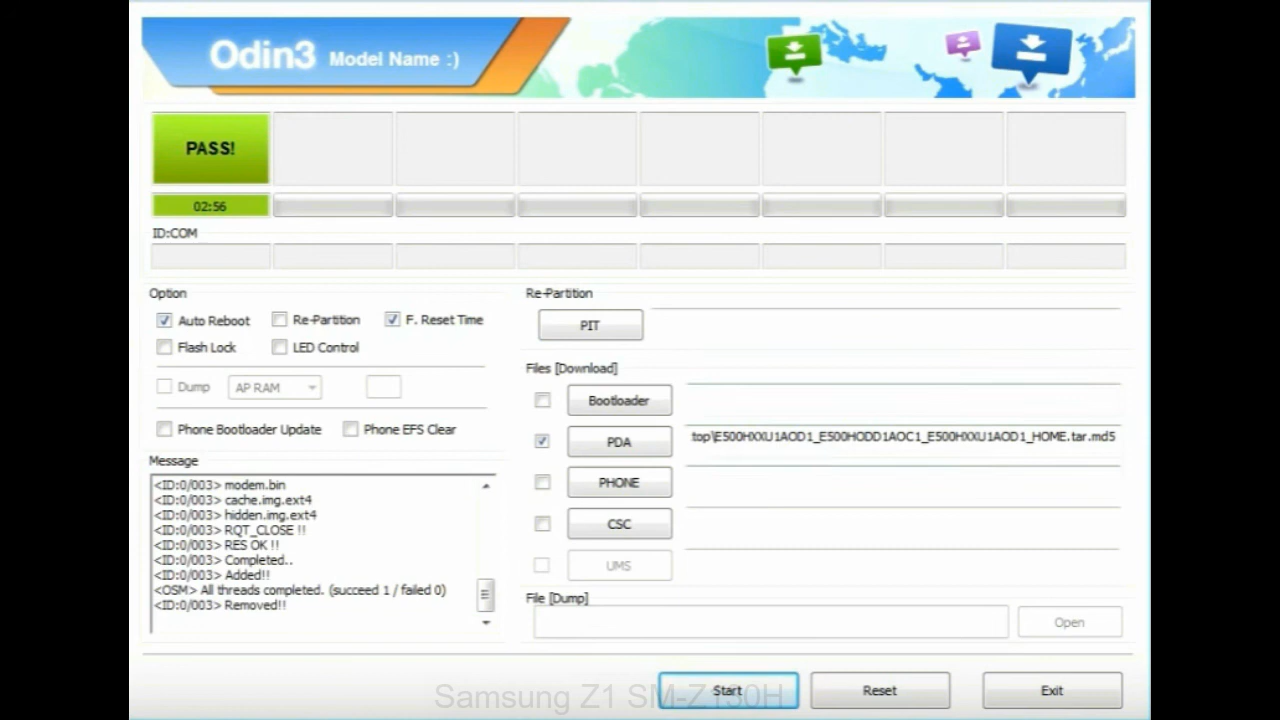 Odin3 Model Name :)
PASS!
02:56
ID:COM
Option
Auto Reboot Re-Partition F. Reset Time
Flash Lock LED Control
Dump AP RAM
Phone Bootloader Update Phone EFS Clear
Message
<ID:0/003> modem.bin
<ID:0/003> cache.img.ext4
<ID:0/003> hidden.img.ext4
<ID:0/003> RQT_CLOSE !!
<ID:0/003> RES OK !!
<ID:0/003> Completed..
<ID:0/003> Added!!
<OSM> All threads completed. (succeed 1 / failed 0)
<ID:0/003> Removed!!
Re-Partition
PIT
Files [Download]
Bootloader
PDA top\E500HXXU1AOD1_E500HODD1AOC1_E500HXXU1AOD1_HOME.tar.md5
PHONE
CSC
UMS
File [Dump]
Open
Start Reset Exit
Samsung Z1 SM-Z130H